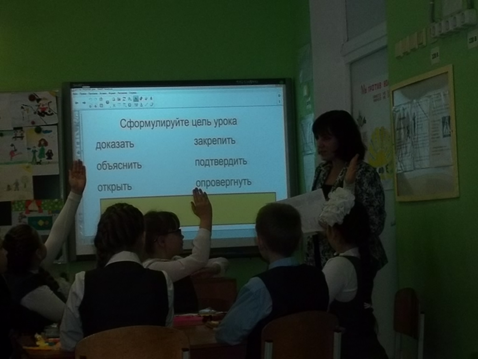 Сформулируйте цель урока
доказать закрепить
объяснить подтвердить
открыть опровергнуть